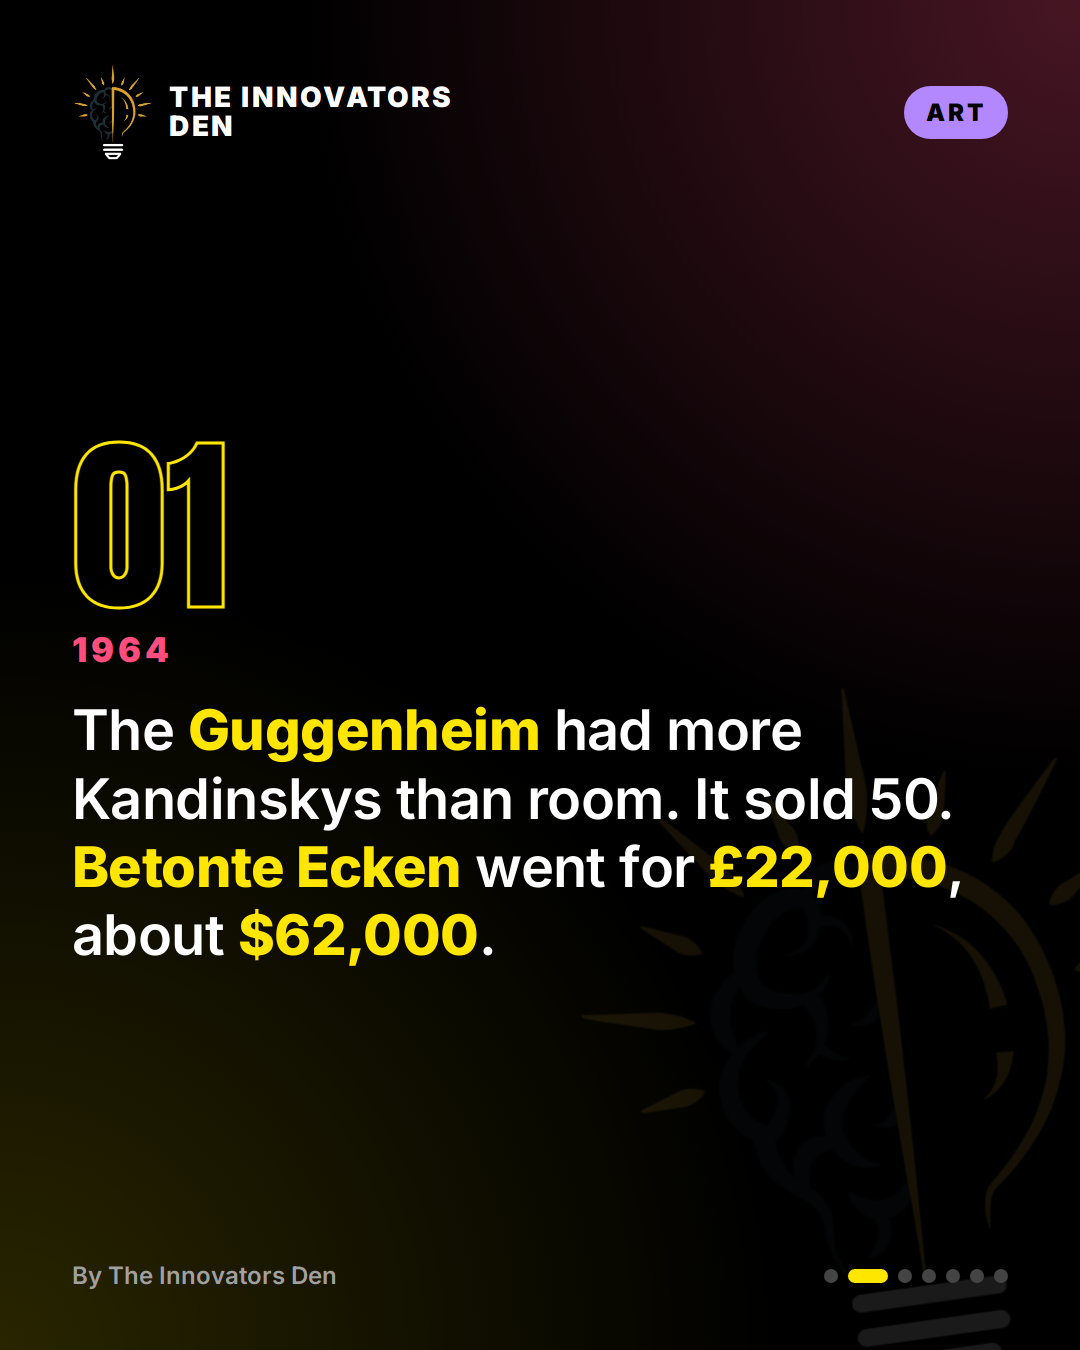 THE INNOVATORS
DEN
ART
01
1964
The Guggenheim had more
Kandinskys than room. It sold 50.
Betonte Ecken went for £22,000,
about $62,000.
By The Innovators Den